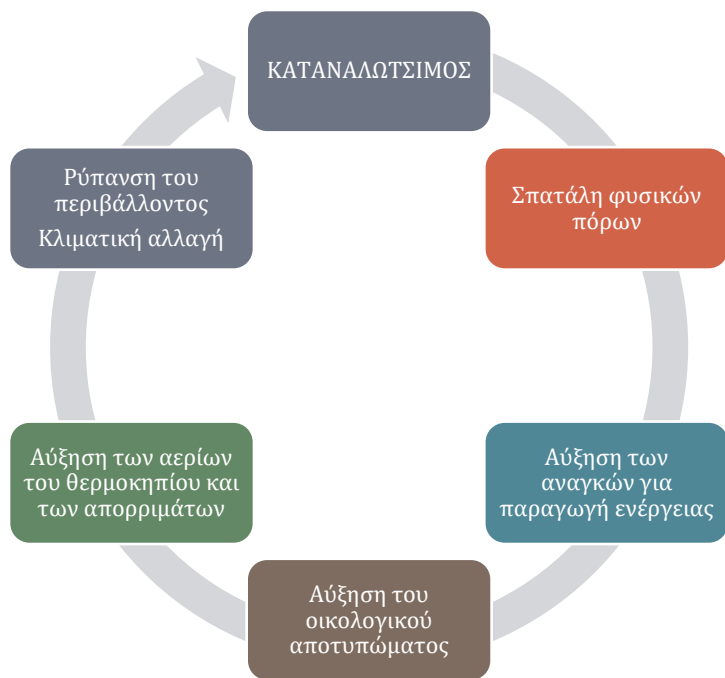 ΚΑΤΑΝΑΛΩΤΣΙΜΟΣ
Σπατάλη φυσικών
πόρων
Αύξηση των
αναγκών για
παραγωγή ενέργειας
Αύξηση του
οικολογικού
αποτυπώματος
Αύξηση των αερίων
του θερμοκηπίου και
των απορριμάτων
Ρύπανση του
περιβάλλοντος
Κλιματική αλλαγή